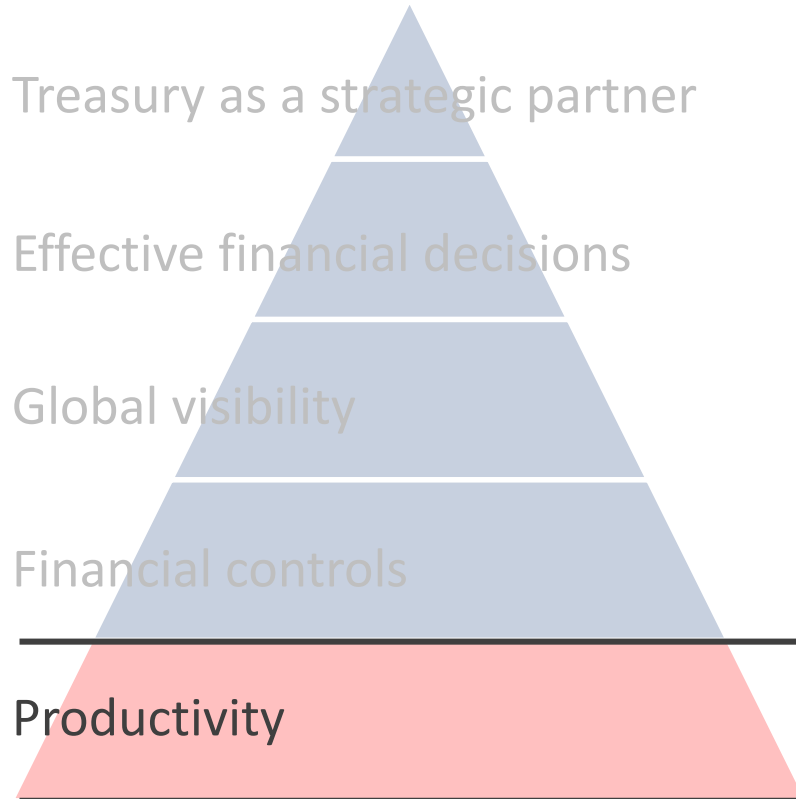 Treasury as a strategic partner
Effective financial decisions
Global visibility
Financial controls
Productivity